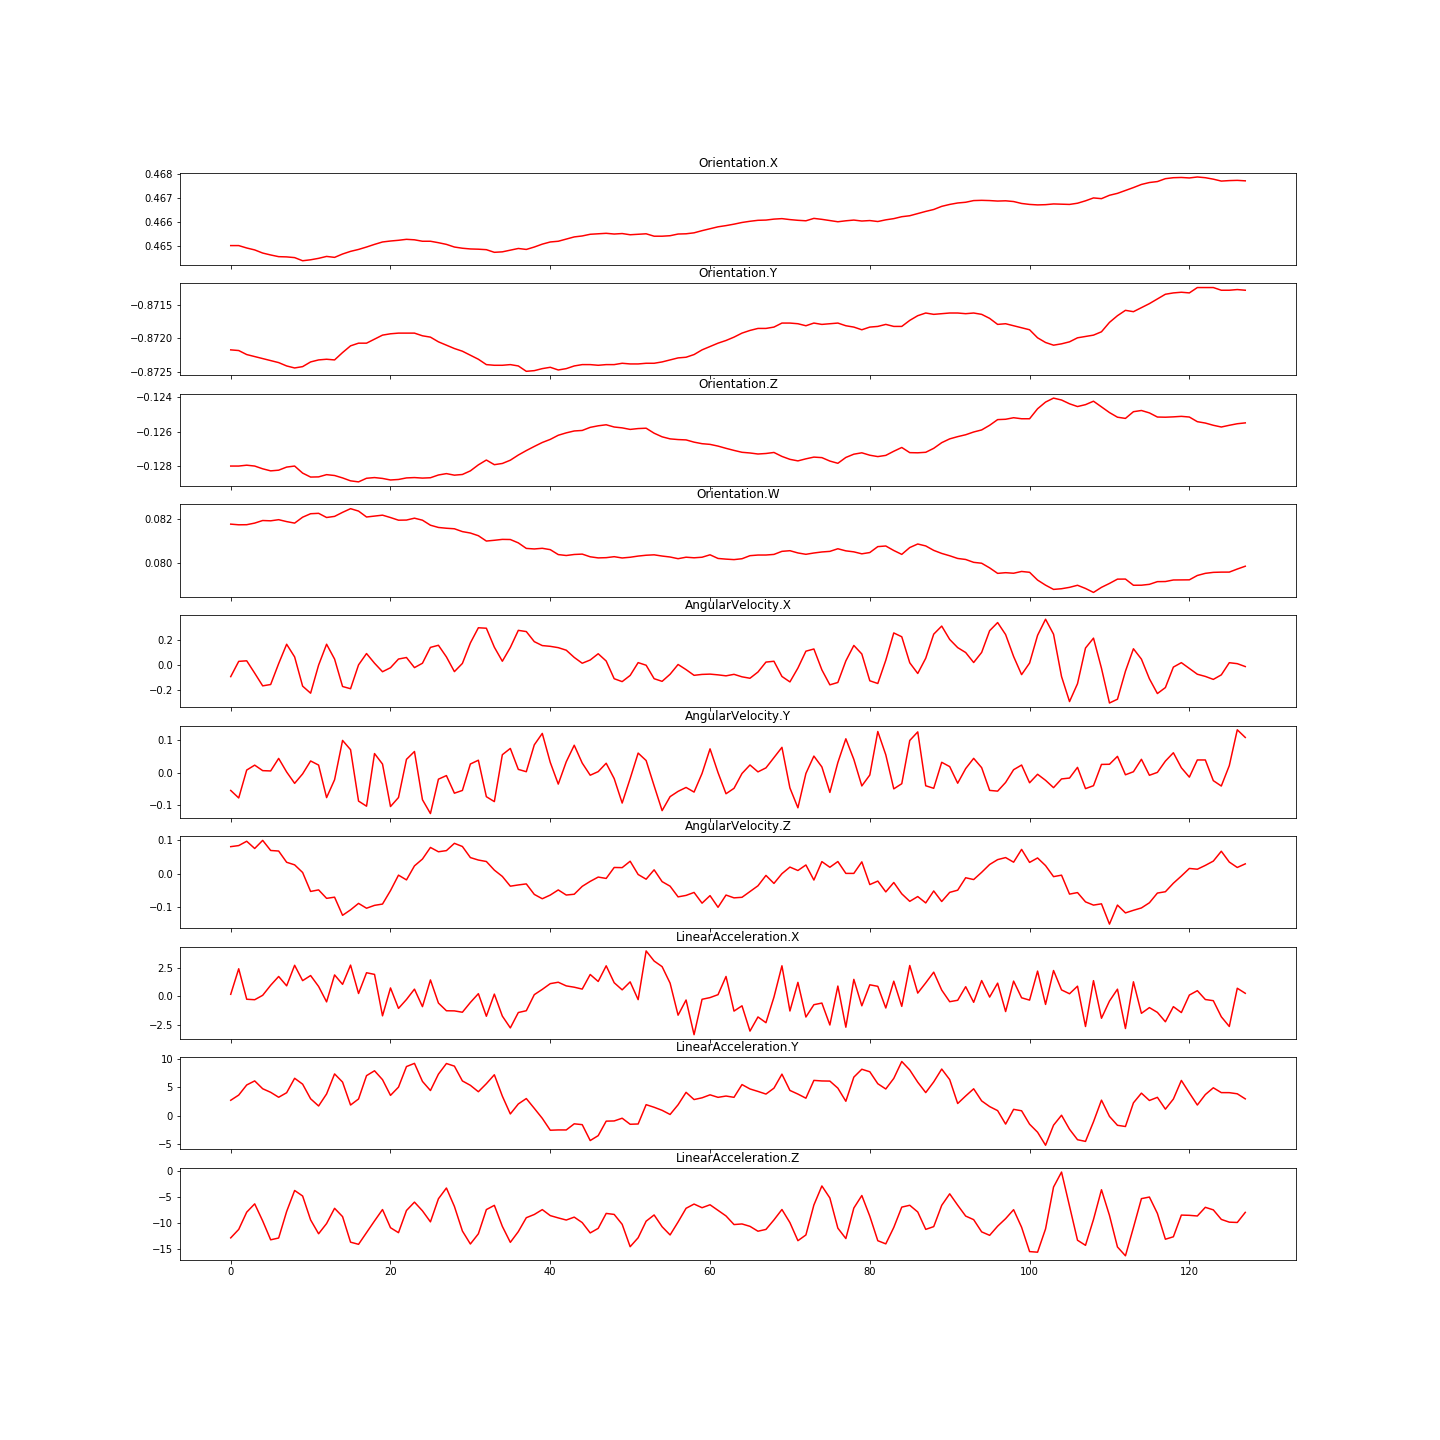 Orientation.X
0.468
0.467
0.466
0.465
Orientation.Y
−0.8715
−0.8720
−0.8725
Orientation.Z
−0.124
−0.126
−0.128
Orientation.W
0.082
0.080
AngularVelocity.X
0.2
0.0
−0.2
AngularVelocity.Y
0.1
0.0
−0.1
AngularVelocity.Z
0.1
0.0
−0.1
LinearAcceleration.X
2.5
0.0
−2.5
LinearAcceleration.Y
10
5
0
−5
LinearAcceleration.Z
0
−5
−10
−15
0 20 40 60 80 100 120